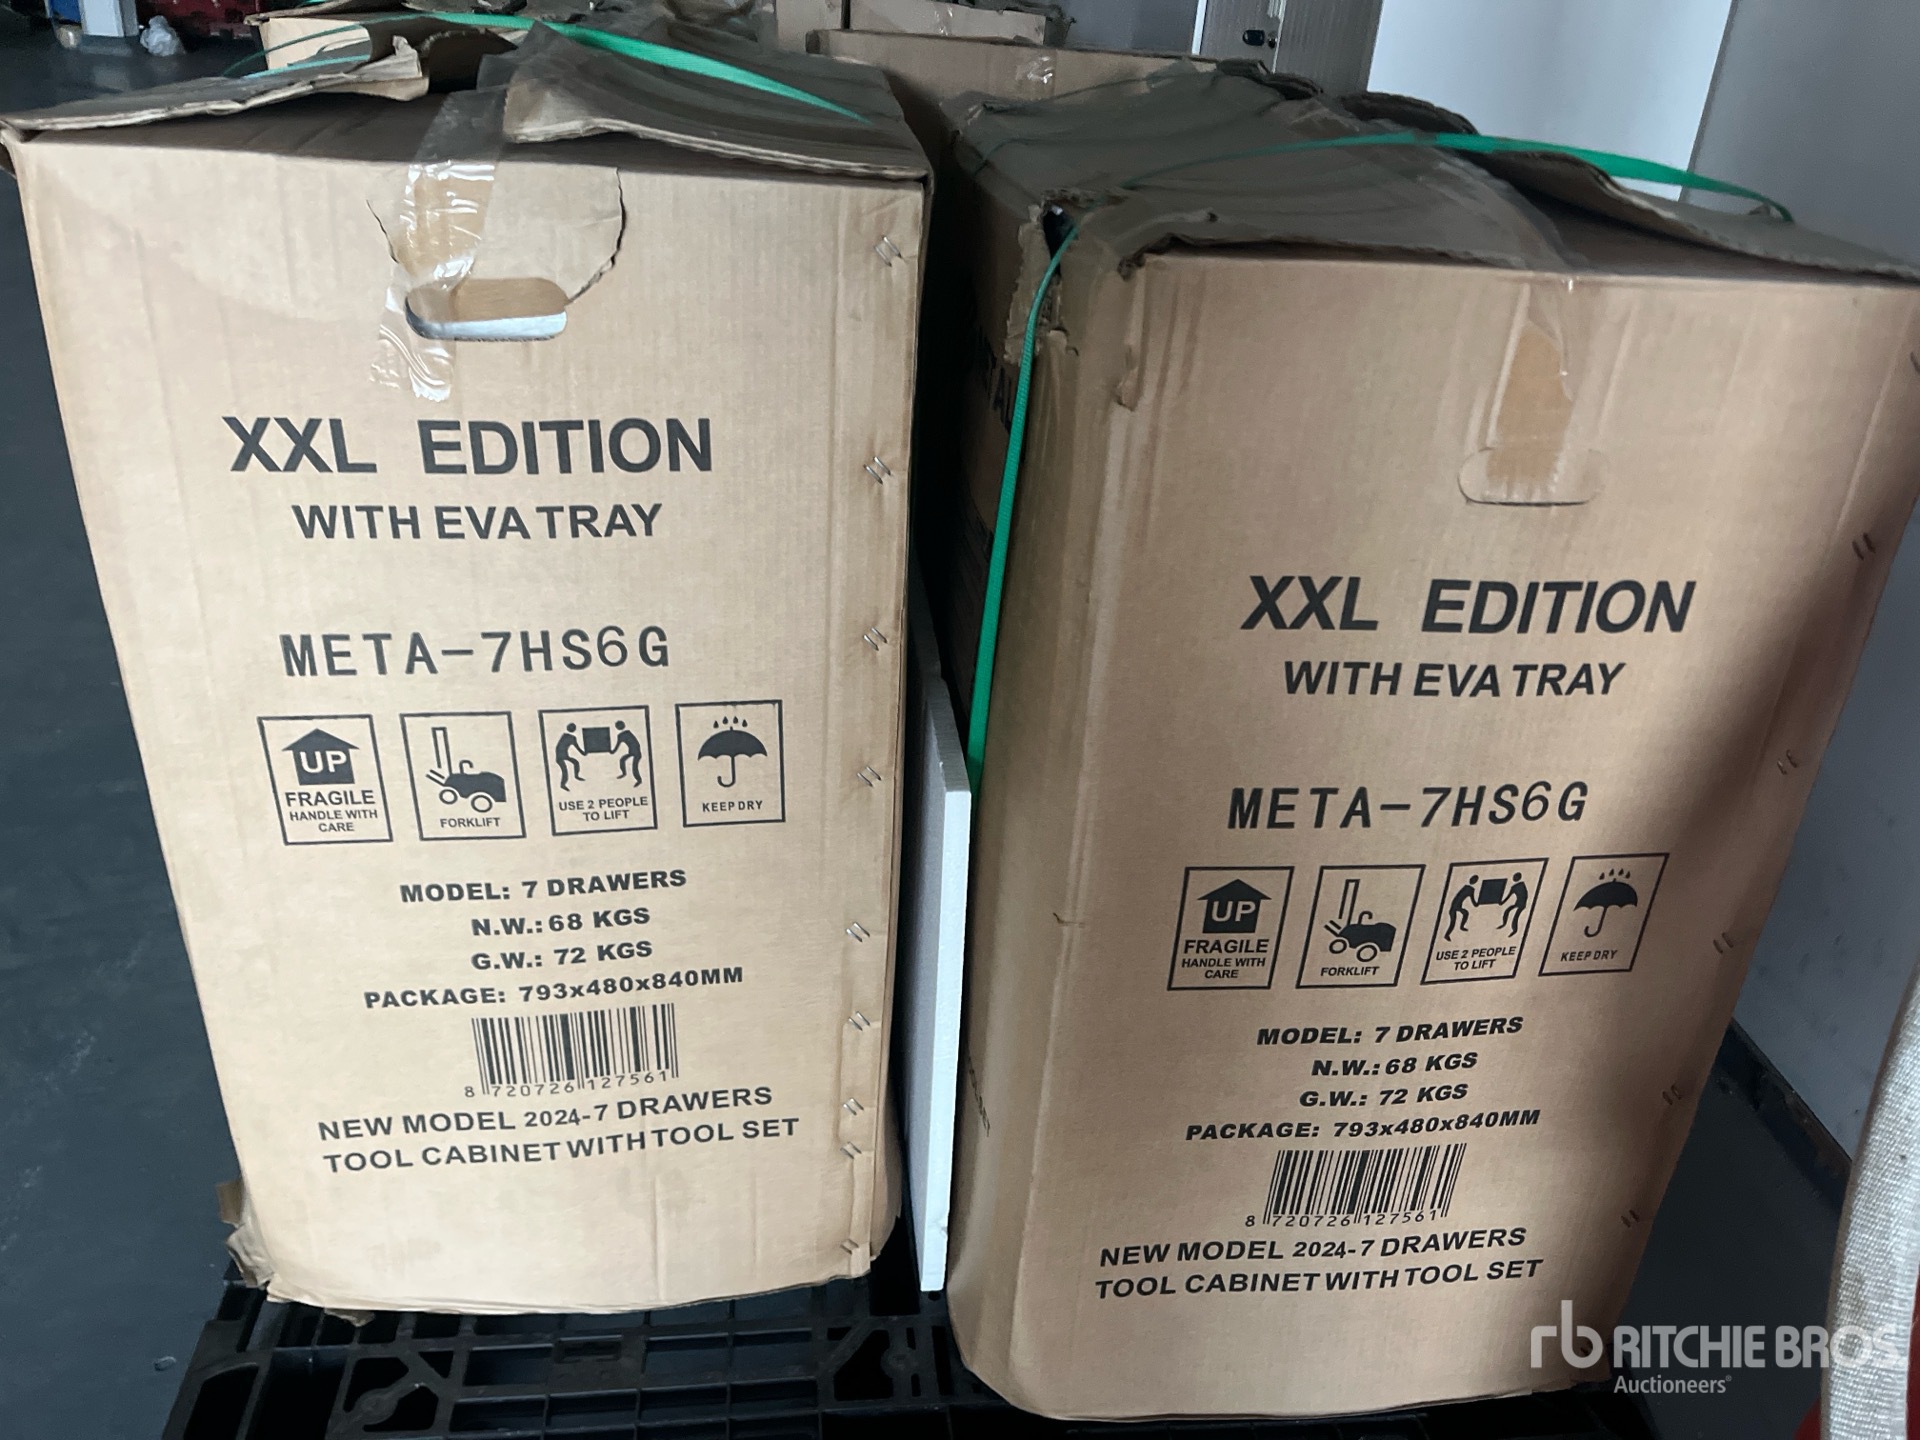 XXL EDITION
WITH EVA TRAY
META-7HS6G
UP
FRAGILE
HANDLE WITH
CARE
FORKLIFT
USE 2 PEOPLE
TO LIFT
KEEP DRY
MODEL: 7 DRAWERS
N.W.: 68 KGS
G.W.: 72 KGS
PACKAGE: 793x480x840MM
8 720726 127561
NEW MODEL 2024-7 DRAWERS
TOOL CABINET WITH TOOL SET
XXL EDITION
WITH EVA TRAY
META-7HS6G
UP
FRAGILE
HANDLE WITH
CARE
FORKLIFT
USE 2 PEOPLE
TO LIFT
KEEP DRY
MODEL: 7 DRAWERS
N.W.: 68 KGS
G.W.: 72 KGS
PACKAGE: 793x480x840MM
8 720726 127561
NEW MODEL 2024-7 DRAWERS
TOOL CABINET WITH TOOL SET
rb RITCHIE BROS.
Auctioneers®